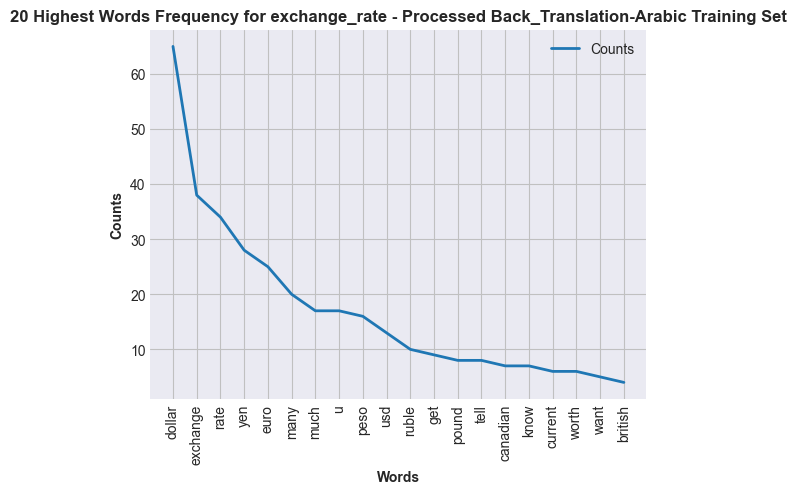 20 Highest Words Frequency for exchange_rate - Processed Back_Translation-Arabic Training Set
Counts
60
50
40
30
20
10
Counts
dollar
exchange
rate
yen
euro
many
much
u
peso
usd
ruble
get
pound
tell
canadian
know
current
worth
want
british
Words